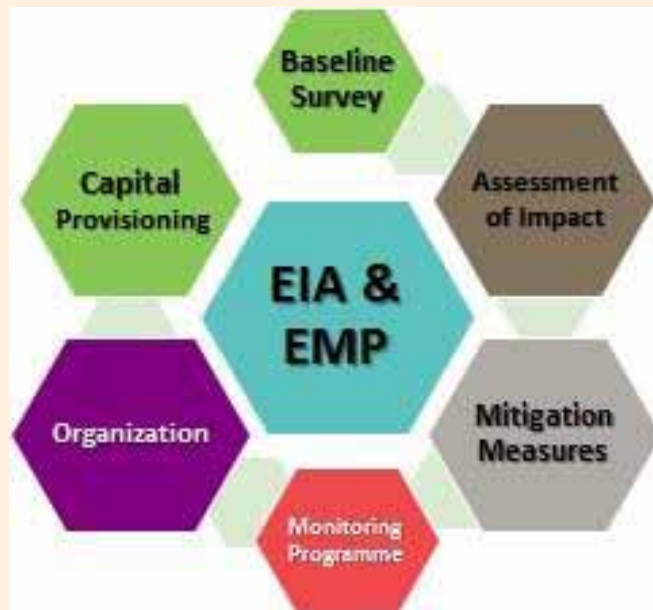 Baseline
Survey
Assessment
of Impact
Mitigation
Measures
Monitoring
Programme
Organization
Capital
Provisioning
EIA &
EMP